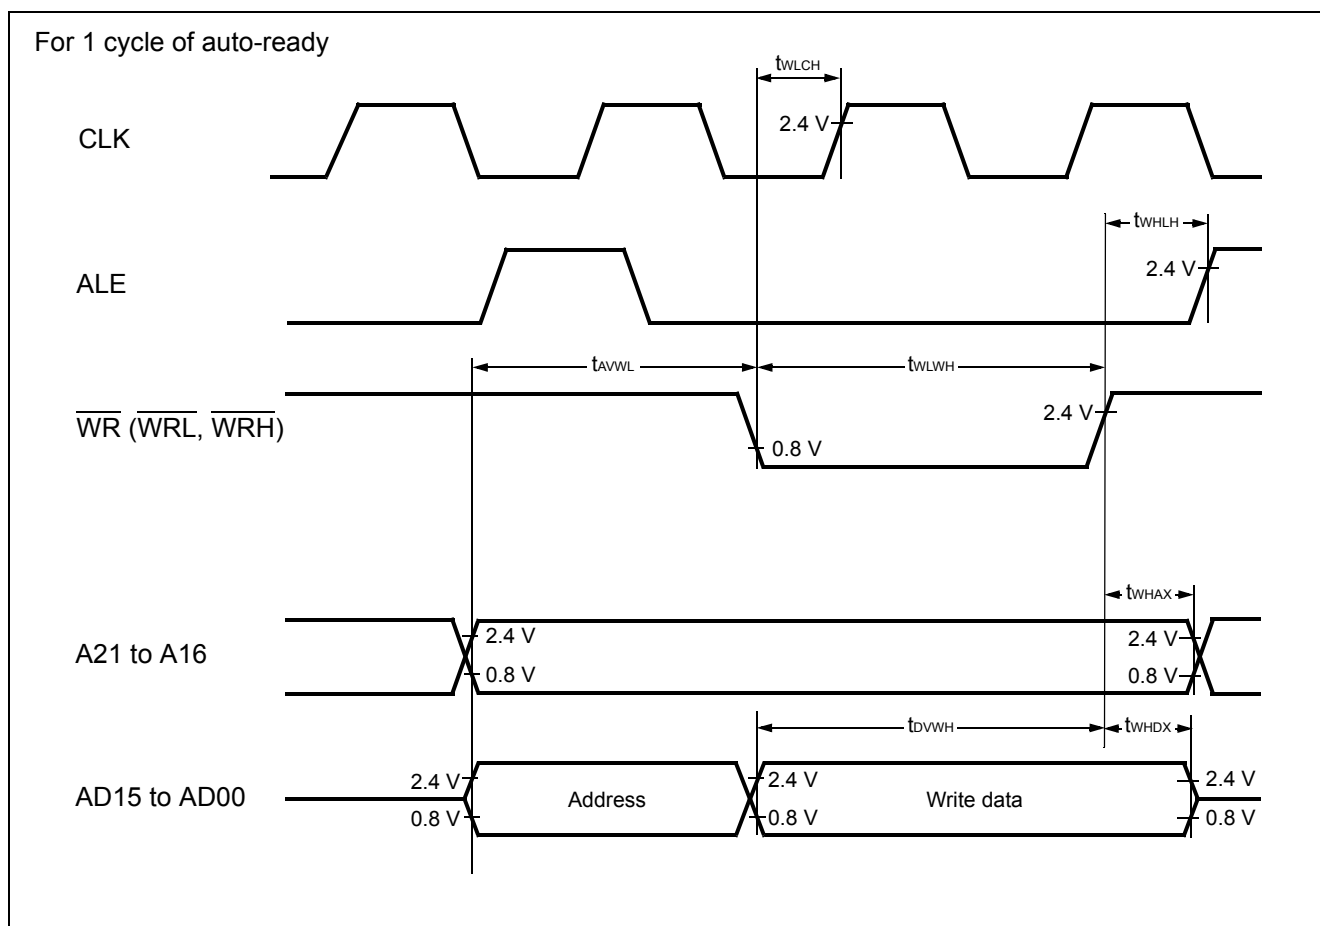 For 1 cycle of auto-ready
tWLCH
CLK
2.4 V
tWHLH
ALE
2.4 V
tAVWL
tWLWH
WR (WRL, WRH)
2.4 V
0.8 V
tWHAX
A21 to A16
2.4 V
2.4 V
0.8 V
0.8 V
tDVWH
tWHDX
AD15 to AD00
2.4 V
2.4 V
2.4 V
Address
Write data
0.8 V
0.8 V
0.8 V